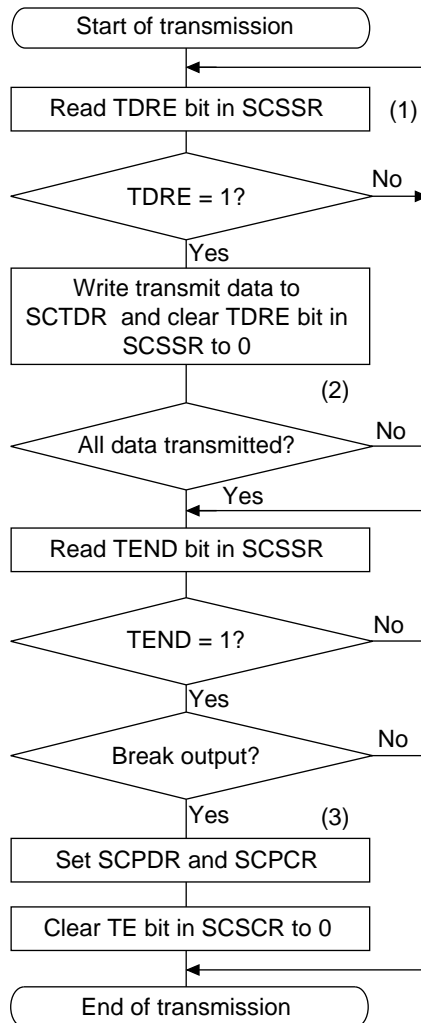 Start of transmission
Read TDRE bit in SCSSR
(1)
TDRE = 1?
No
Yes
Write transmit data to
SCTDR and clear TDRE bit in
SCSSR to 0
(2)
All data transmitted?
No
Yes
Read TEND bit in SCSSR
TEND = 1?
No
Yes
Break output?
No
Yes
(3)
Set SCPDR and SCPCR
Clear TE bit in SCSCR to 0
End of transmission